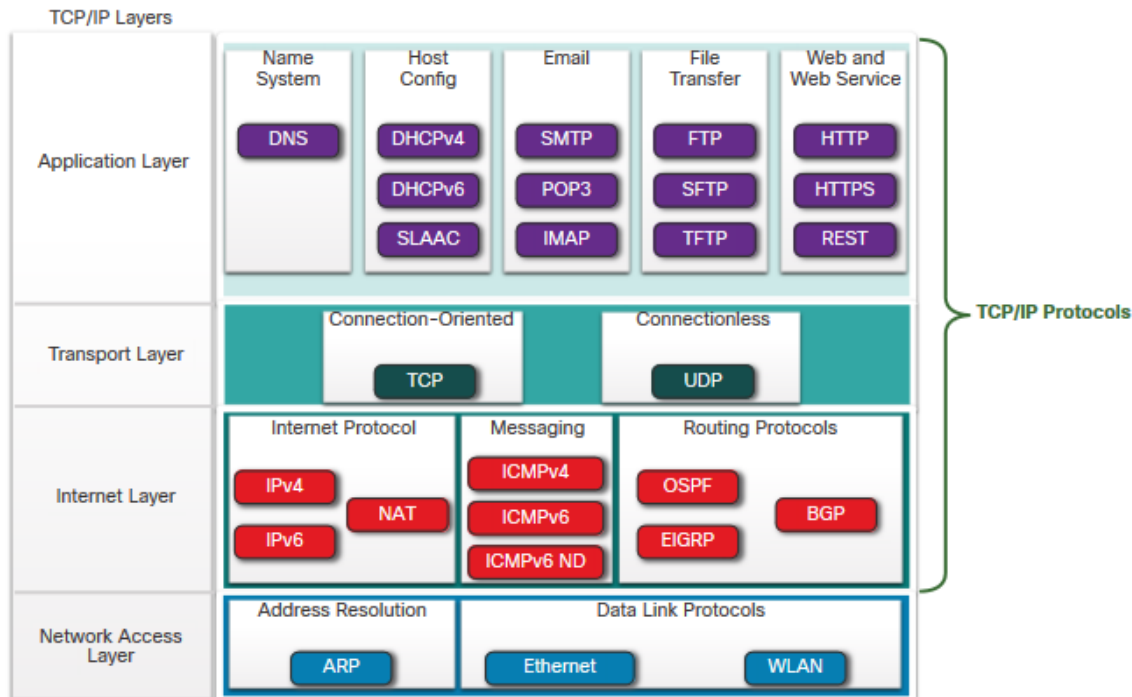 TCP/IP Layers
Application Layer
Name
System
DNS
Host
Config
DHCPv4
DHCPv6
SLAAC
Email
SMTP
POP3
IMAP
File
Transfer
FTP
SFTP
TFTP
Web and
Web Service
HTTP
HTTPS
REST
TCP/IP Protocols
Transport Layer
Connection-Oriented
TCP
Connectionless
UDP
Internet Layer
Internet Protocol
IPv4
NAT
IPv6
Messaging
ICMPv4
ICMPv6
ICMPv6 ND
Routing Protocols
OSPF
BGP
EIGRP
Network Access
Layer
Address Resolution
ARP
Data Link Protocols
Ethernet
WLAN